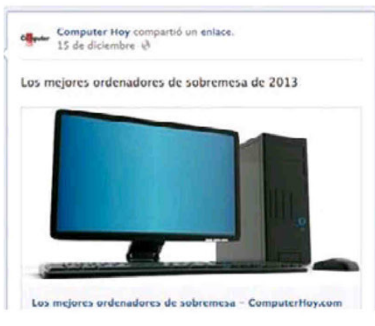 Computer Hoy compartió un enlace.
15 de diciembre
Los mejores ordenadores de sobremesa de 2013
Los mejores ordenadores de sobremesa – ComputerHoy.com